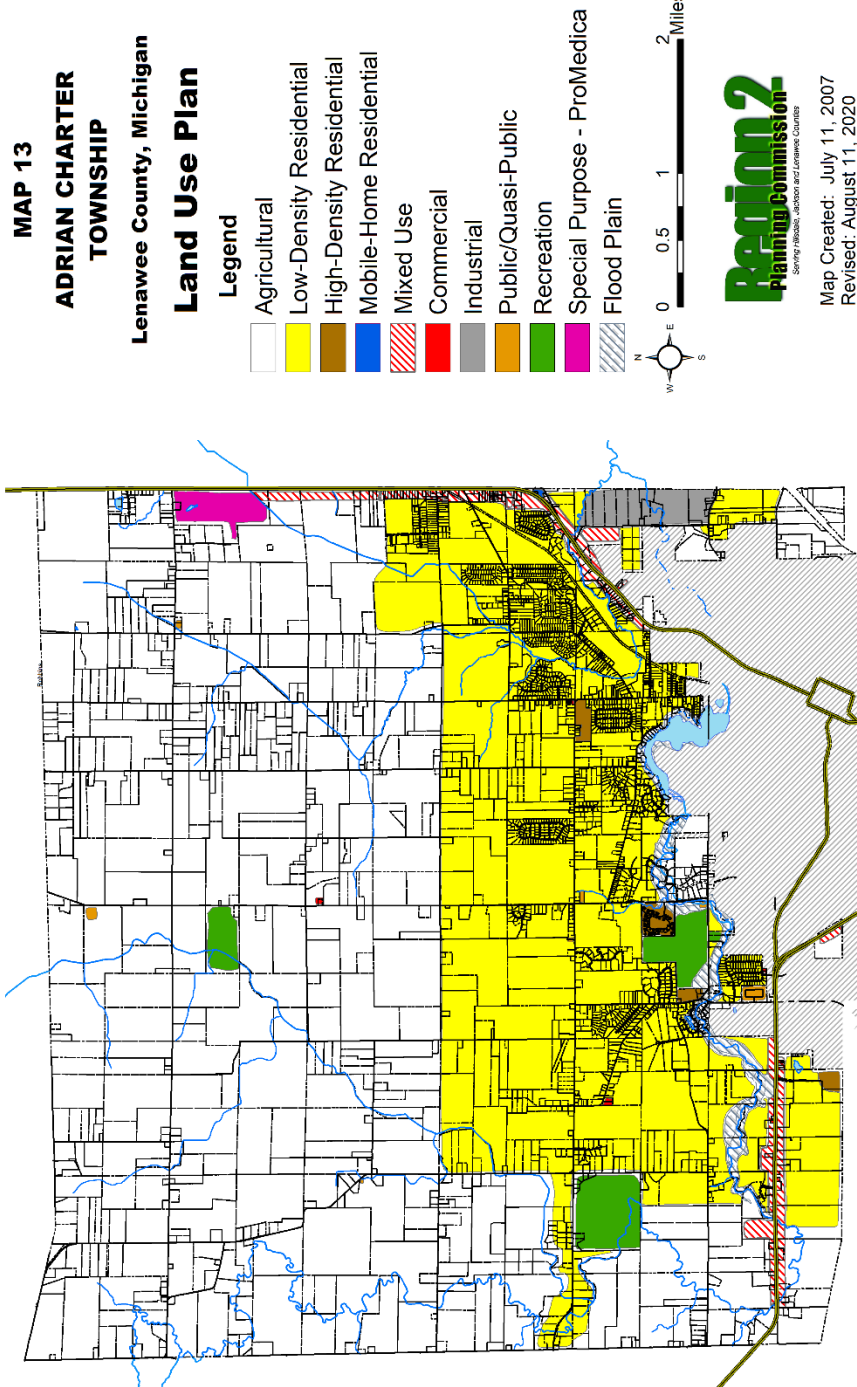 MAP 13
ADRIAN CHARTER
TOWNSHIP
Lenawee County, Michigan
Land Use Plan
Legend
Agricultural
Low-Density Residential
High-Density Residential
Mobile-Home Residential
Mixed Use
Commercial
Industrial
Public/Quasi-Public
Recreation
Special Purpose - ProMedica
Flood Plain
N
W E
S
0 0.5 1 2
Miles
Region 2
Planning Commission
Serving Hillsdale, Jackson and Lenawee Counties
Map Created: July 11, 2007
Revised: August 11, 2020